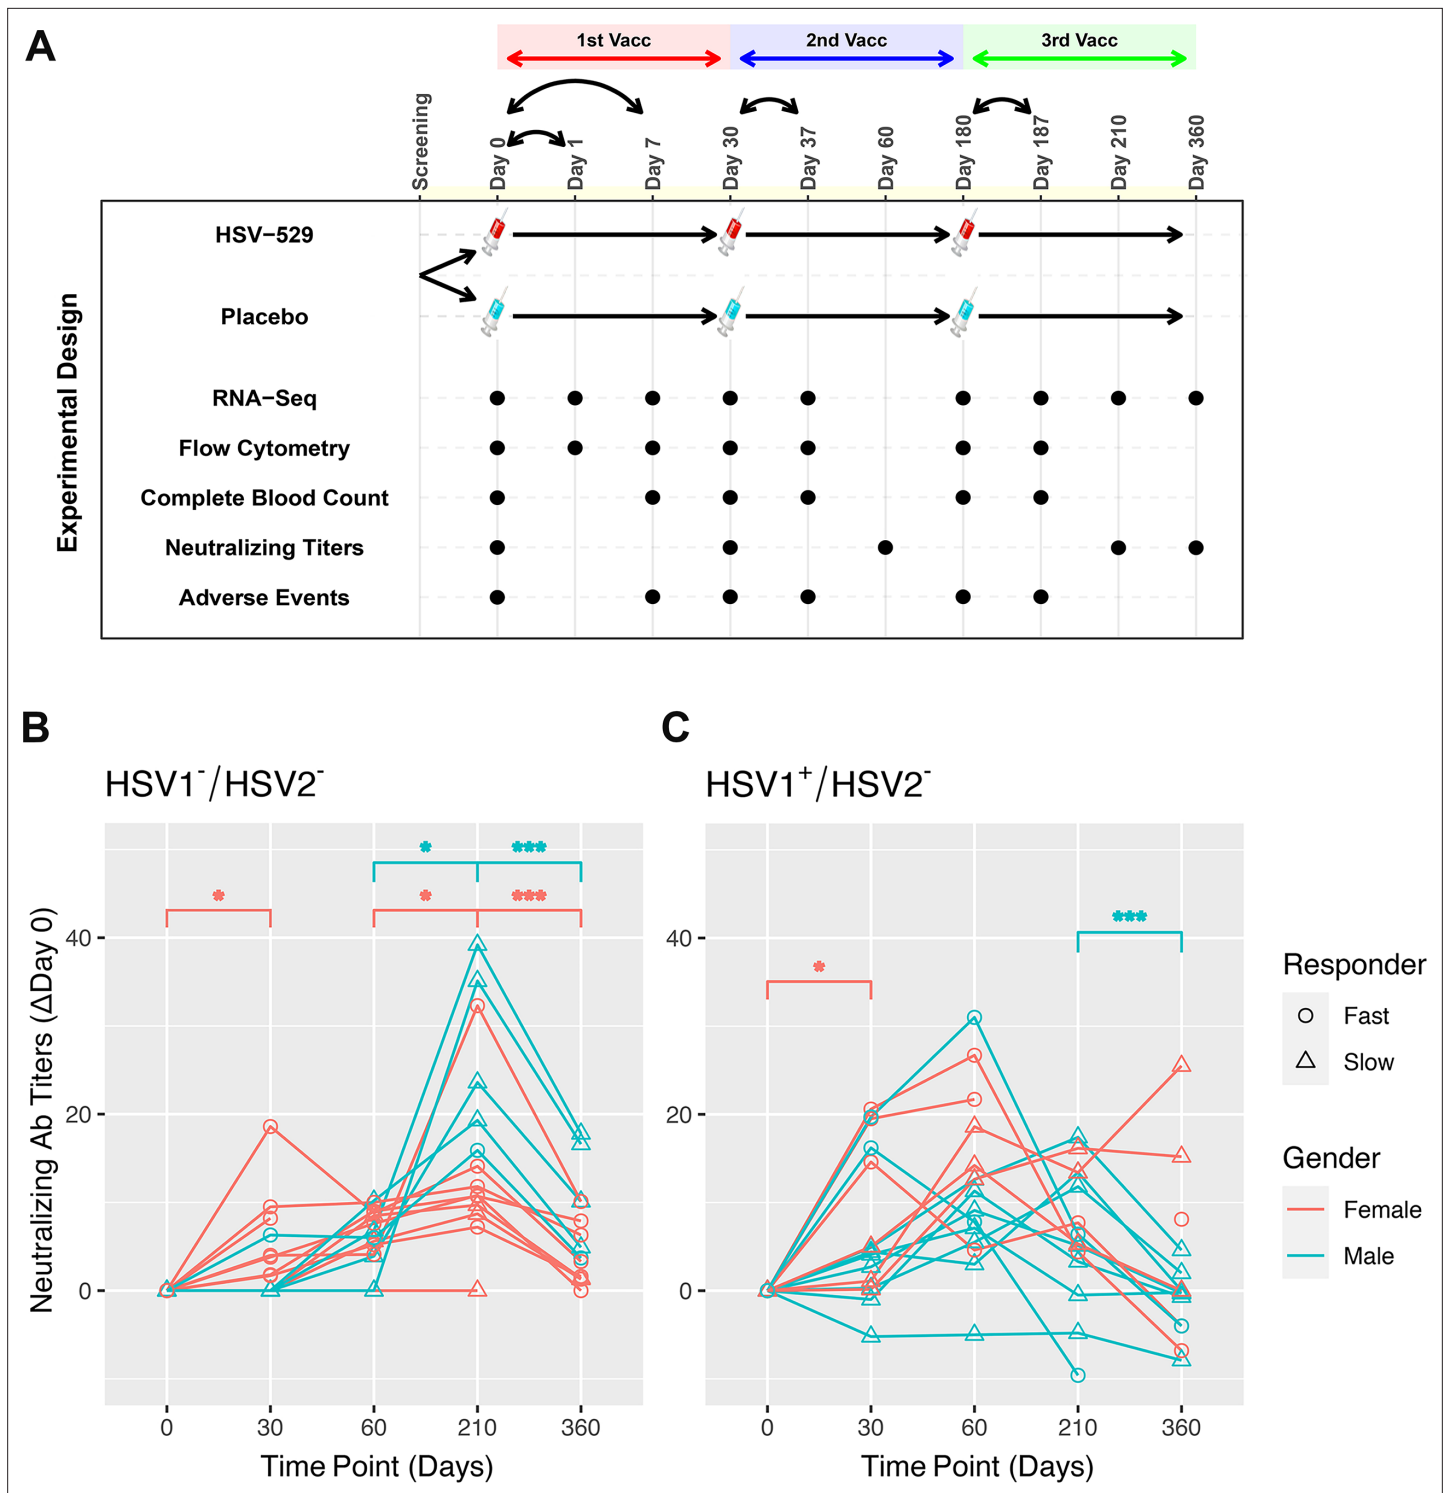 A
1st Vacc
2nd Vacc
3rd Vacc
Screening
Day 0
Day 1
Day 7
Day 30
Day 37
Day 60
Day 180
Day 187
Day 210
Day 360
Experimental Design
HSV−529
Placebo
RNA−Seq
Flow Cytometry
Complete Blood Count
Neutralizing Titers
Adverse Events
B
HSV1⁻/HSV2⁻
Neutralizing Ab Titers (ΔDay 0)
*
***
*
*
***
40
20
0
0
30
60
210
360
Time Point (Days)
C
HSV1⁺/HSV2⁻
***
*
40
20
0
0
30
60
210
360
Time Point (Days)
Responder
Fast
Slow
Gender
Female
Male